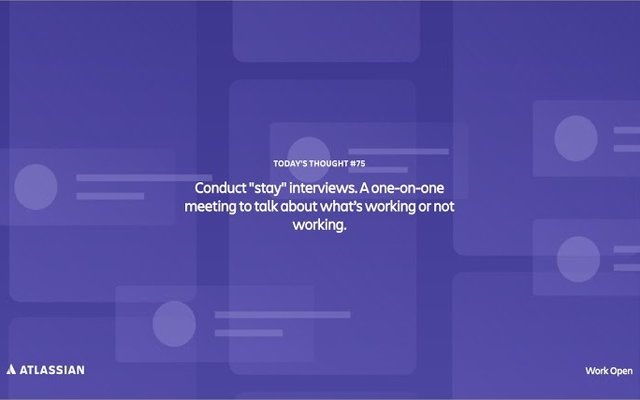 TODAY'S THOUGHT #75
Conduct "stay" interviews. A one-on-one
meeting to talk about what's working or not
working.
ATLASSIAN
Work Open